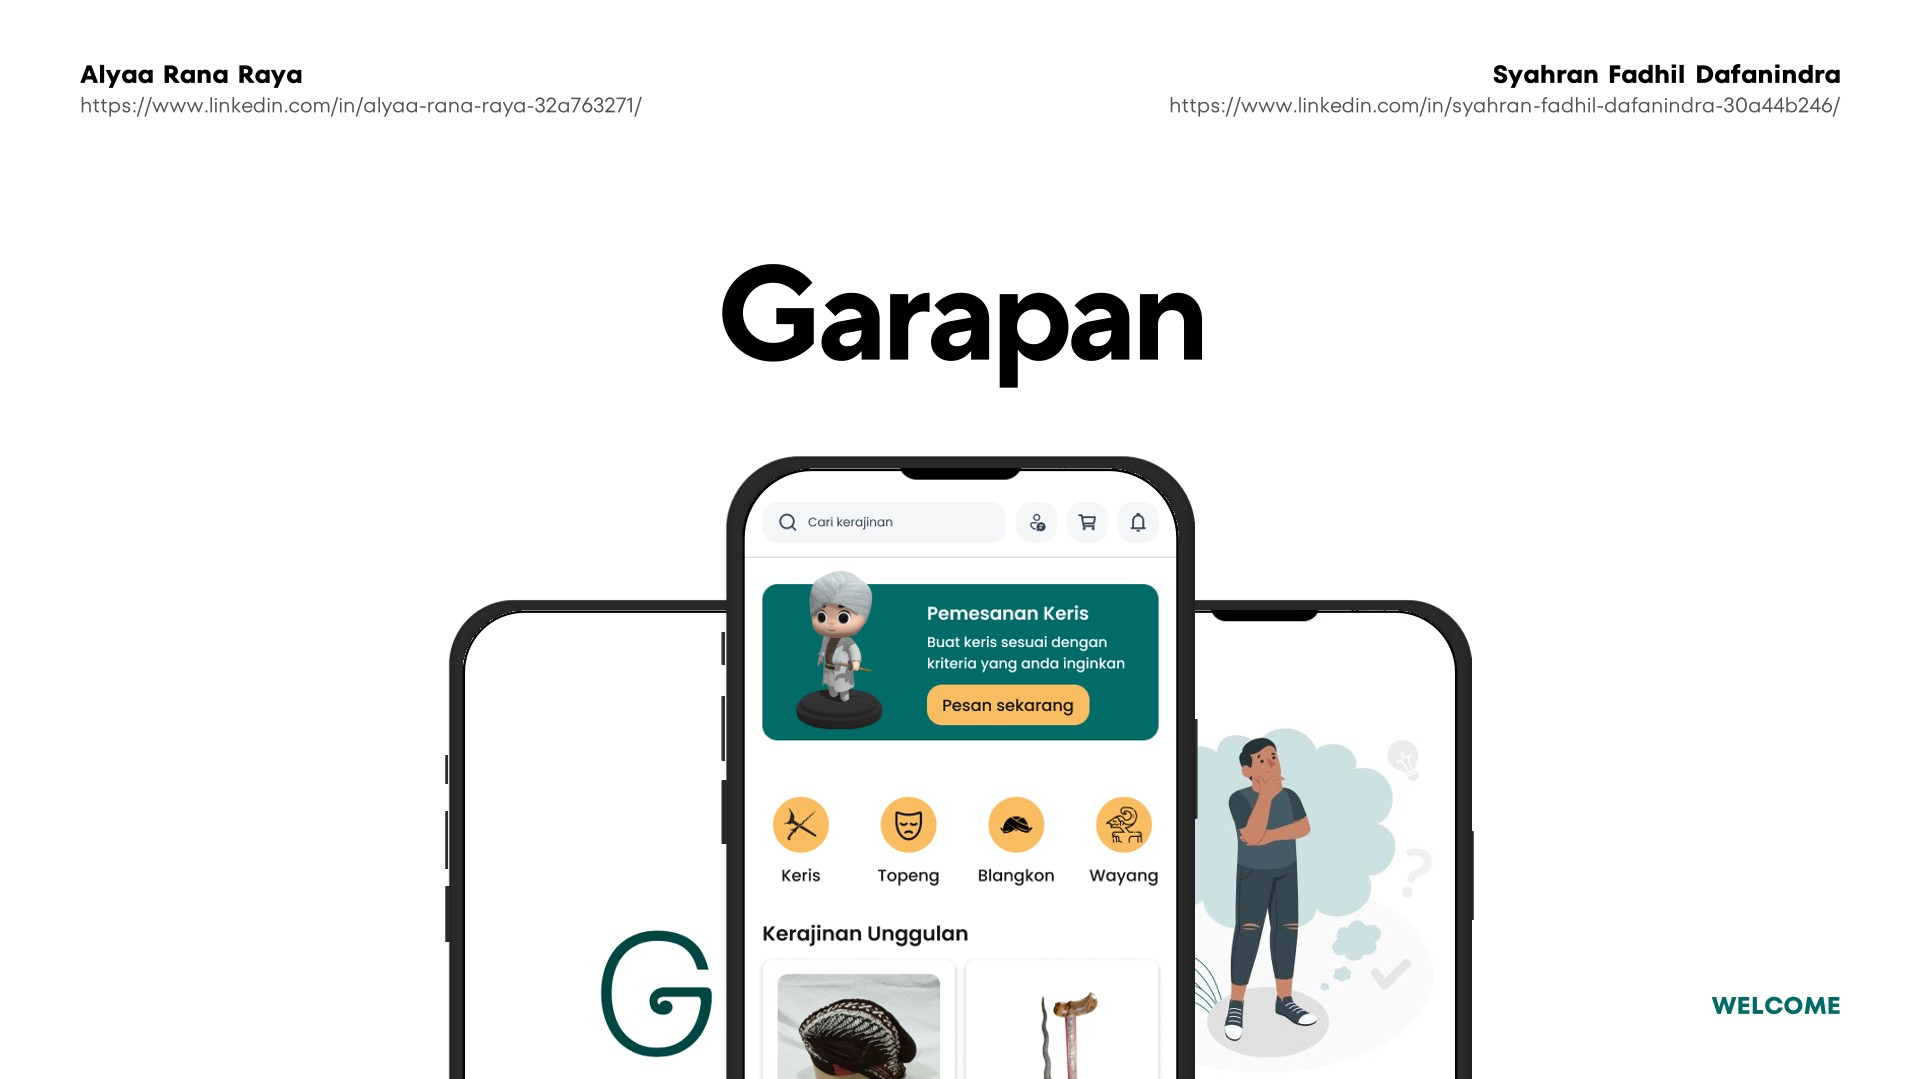 Alyaa Rana Raya
https://www.linkedin.com/in/alyaa-rana-raya-32a763271/
Syahran Fadhil Dafanindra
https://www.linkedin.com/in/syahran-fadhil-dafanindra-30a44b246/
Garapan
Cari kerajinan
Pemesanan Keris
Buat keris sesuai dengan
kriteria yang anda inginkan
Pesan sekarang
Keris
Topeng
Blangkon
Wayang
Kerajinan Unggulan
G
WELCOME